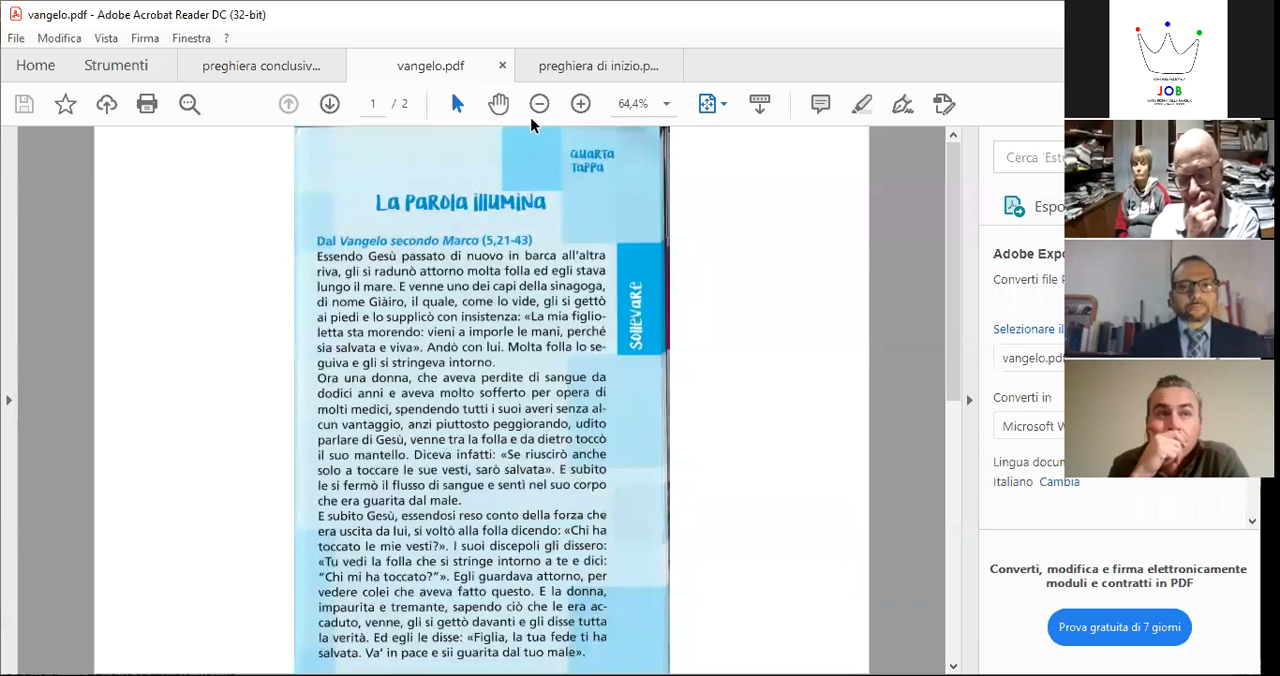 vangelo.pdf - Adobe Acrobat Reader DC (32-bit)
File Modifica Vista Firma Finestra ?
Home Strumenti preghiera conclusiv... vangelo.pdf × preghiera di inizio.p...
1 / 2 64,4%
QUARTA
TAPPA
La Parola illumina
Dal Vangelo secondo Marco (5,21-43)
Essendo Gesù passato di nuovo in barca all'altra
riva, gli si radunò attorno molta folla ed egli stava
lungo il mare. E venne uno dei capi della sinagoga,
di nome Giàiro, il quale, come lo vide, gli si gettò
ai piedi e lo supplicò con insistenza: «La mia figlio-
letta sta morendo: vieni a imporle le mani, perché
sia salvata e viva». Andò con lui. Molta folla lo se-
guiva e gli si stringeva intorno.
Ora una donna, che aveva perdite di sangue da
dodici anni e aveva molto sofferto per opera di
molti medici, spendendo tutti i suoi averi senza al-
cun vantaggio, anzi piuttosto peggiorando, udito
parlare di Gesù, venne tra la folla e da dietro toccò
il suo mantello. Diceva infatti: «Se riuscirò anche
solo a toccare le sue vesti, sarò salvata». E subito
le si fermò il flusso di sangue e sentì nel suo corpo
che era guarita dal male.
E subito Gesù, essendosi reso conto della forza che
era uscita da lui, si voltò alla folla dicendo: «Chi ha
toccato le mie vesti?». I suoi discepoli gli dissero:
«Tu vedi la folla che si stringe intorno a te e dici:
"Chi mi ha toccato?"». Egli guardava attorno, per
vedere colei che aveva fatto questo. E la donna,
impaurita e tremante, sapendo ciò che le era ac-
caduto, venne, gli si gettò davanti e gli disse tutta
la verità. Ed egli le disse: «Figlia, la tua fede ti ha
salvata. Va' in pace e sii guarita dal tuo male».
Sollevare
Cerca 'Est
Espo
Adobe Expo
Converti file P
Selezionare il
vangelo.pdf
Converti in
Microsoft W
Lingua docum
Italiano Cambia
Converti, modifica e firma elettronicamente
moduli e contratti in PDF
Prova gratuita di 7 giorni
JOB